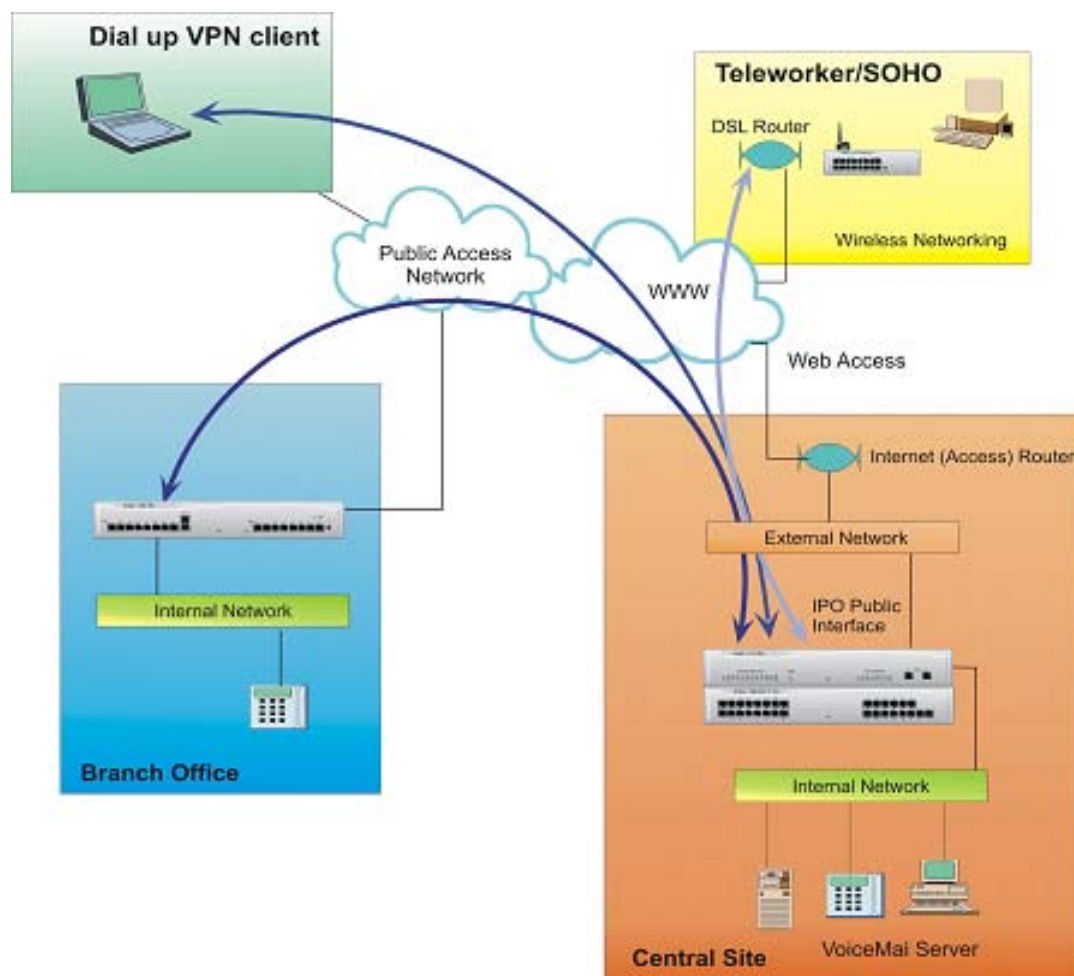 Dial up VPN client
Teleworker/SOHO
DSL Router
Wireless Networking
Public Access
Network
WWW
Web Access
Internet (Access) Router
External Network
IPO Public
Interface
Internal Network
Branch Office
Internal Network
VoiceMai Server
Central Site